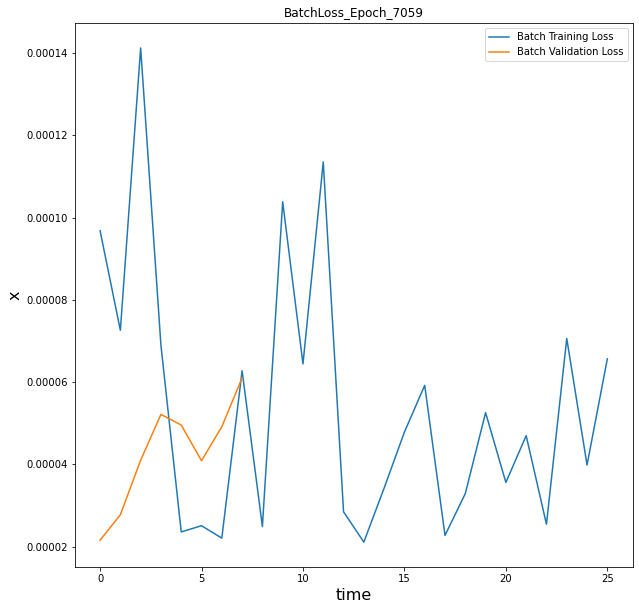 BatchLoss_Epoch_7059
Batch Training Loss
Batch Validation Loss
0.00014
0.00012
0.00010
0.00008
0.00006
0.00004
0.00002
x
0 5 10 15 20 25
time